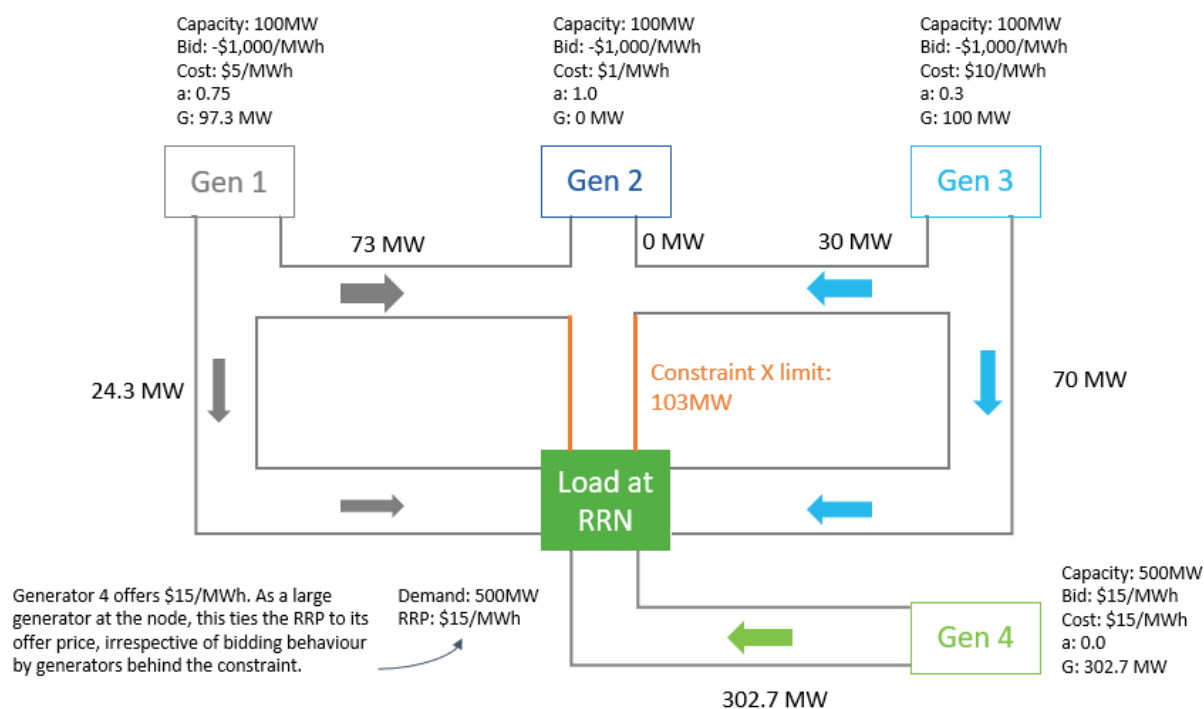 Capacity: 100MW
Bid: -$1,000/MWh
Cost: $5/MWh
a: 0.75
G: 97.3 MW
Capacity: 100MW
Bid: -$1,000/MWh
Cost: $1/MWh
a: 1.0
G: 0 MW
Capacity: 100MW
Bid: -$1,000/MWh
Cost: $10/MWh
a: 0.3
G: 100 MW
Gen 1
Gen 2
Gen 3
73 MW
0 MW
30 MW
24.3 MW
Constraint X limit:
103MW
70 MW
Load at
RRN
Generator 4 offers $15/MWh. As a large
generator at the node, this ties the RRP to its
offer price, irrespective of bidding behaviour
by generators behind the constraint.
Demand: 500MW
RRP: $15/MWh
Gen 4
Capacity: 500MW
Bid: $15/MWh
Cost: $15/MWh
a: 0.0
G: 302.7 MW
302.7 MW